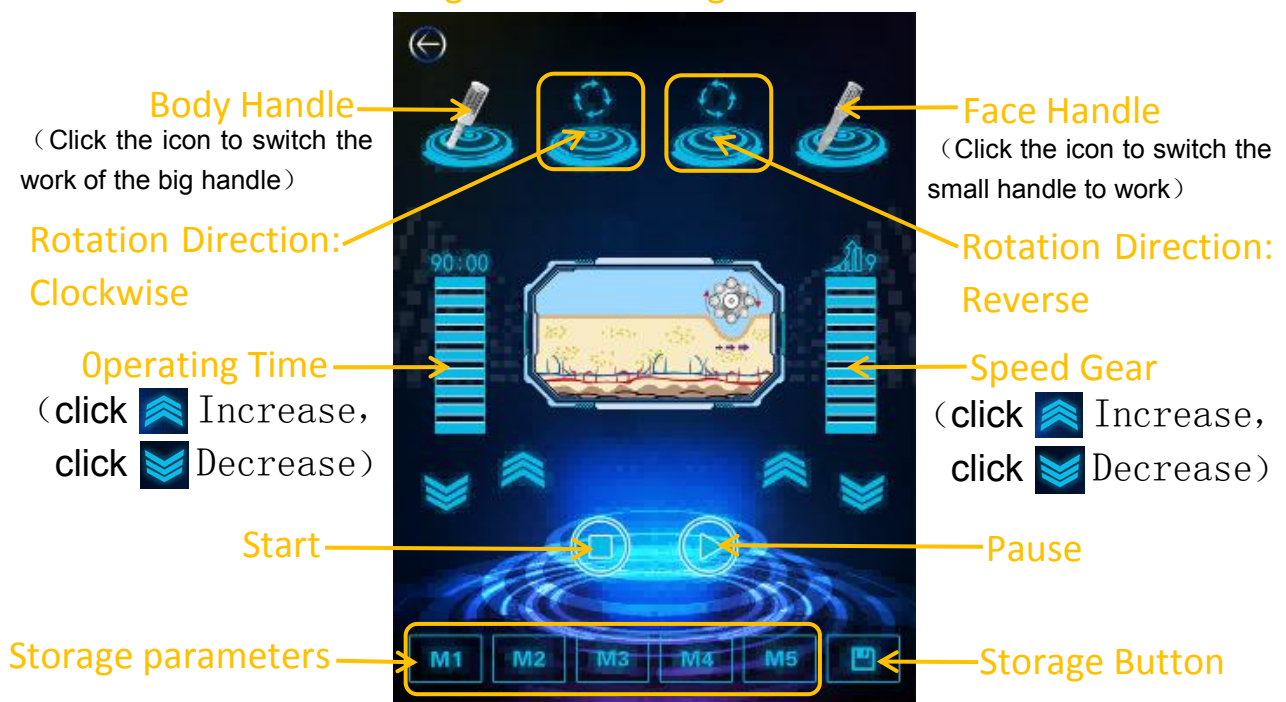 Body Handle
（Click the icon to switch the
work of the big handle）
Face Handle
（Click the icon to switch the
small handle to work）
Rotation Direction:
Clockwise
Rotation Direction:
Reverse
90:00
9
0perating Time
（click Increase,
click Decrease）
Speed Gear
（click Increase,
click Decrease）
Start
Pause
Storage parameters
M1 M2 M3 M4 M5
Storage Button